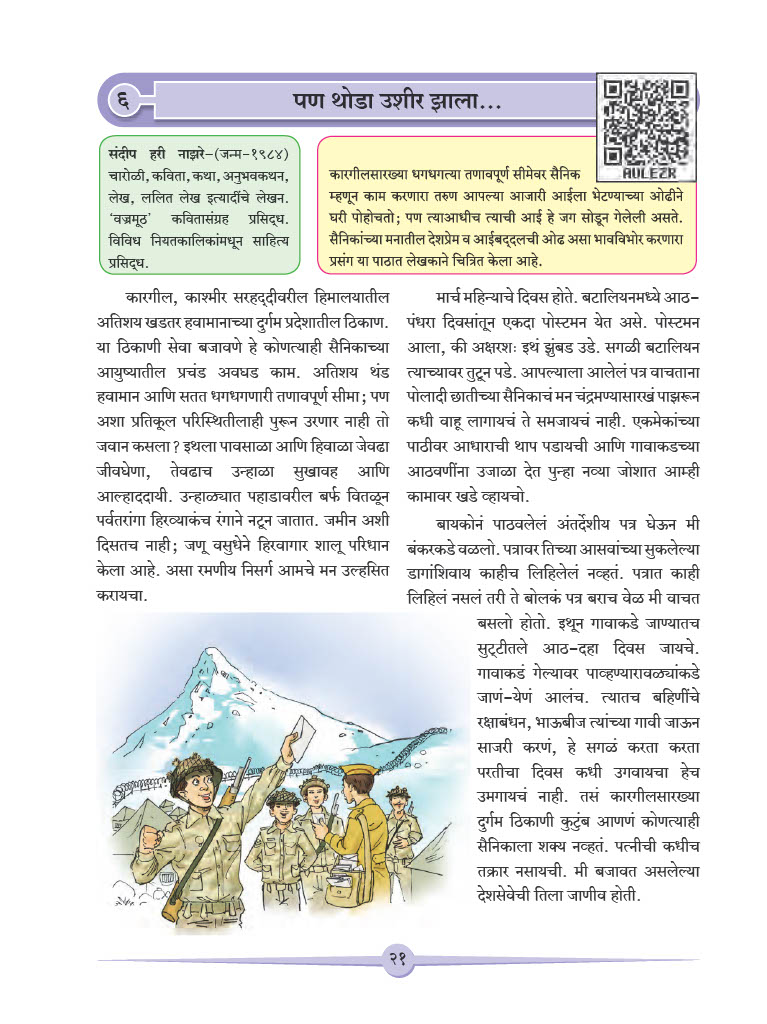 ६
पण थोडा उशीर झाला...
AULEZR
संदीप हरी नाझरे-(जन्म-१९८४)
चारोळी, कविता, कथा, अनुभवकथन,
लेख, ललित लेख इत्यादींचे लेखन.
‘वज्रमूठ’ कवितासंग्रह प्रसिद्ध.
विविध नियतकालिकांमधून साहित्य
प्रसिद्ध.
कारगीलसारख्या धगधगत्या तणावपूर्ण सीमेवर सैनिक
म्हणून काम करणारा तरुण आपल्या आजारी आईला भेटण्याच्या ओढीने
घरी पोहोचतो; पण त्याआधीच त्याची आई हे जग सोडून गेलेली असते.
सैनिकांच्या मनातील देशप्रेम व आईबद्दलची ओढ असा भावविभोर करणारा
प्रसंग या पाठात लेखकाने चित्रित केला आहे.
कारगील, काश्मीर सरहद्दीवरील हिमालयातील
अतिशय खडतर हवामानाच्या दुर्गम प्रदेशातील ठिकाण.
या ठिकाणी सेवा बजावणे हे कोणत्याही सैनिकाच्या
आयुष्यातील प्रचंड अवघड काम. अतिशय थंड
हवामान आणि सतत धगधगणारी तणावपूर्ण सीमा; पण
अशा प्रतिकूल परिस्थितीलाही पुरून उरणार नाही तो
जवान कसला? इथला पावसाळा आणि हिवाळा जेवढा
जीवघेणा, तेवढाच उन्हाळा सुखावह आणि
आल्हाददायी. उन्हाळ्यात पहाडावरील बर्फ वितळून
पर्वतरांगा हिरव्याकंच रंगाने नटून जातात. जमीन अशी
दिसतच नाही; जणू वसुधेने हिरवागार शालू परिधान
केला आहे. असा रमणीय निसर्ग आमचे मन उल्हसित
करायचा.
मार्च महिन्याचे दिवस होते. बटालियनमध्ये आठ-
पंधरा दिवसांतून एकदा पोस्टमन येत असे. पोस्टमन
आला, की अक्षरशः इथं झुंबड उडे. सगळी बटालियन
त्याच्यावर तुटून पडे. आपल्याला आलेलं पत्र वाचताना
पोलादी छातीच्या सैनिकाचं मन चंद्रमण्यासारखं पाझरून
कधी वाहू लागायचं ते समजायचं नाही. एकमेकांच्या
पाठीवर आधाराची थाप पडायची आणि गावाकडच्या
आठवणींना उजाळा देत पुन्हा नव्या जोशात आम्ही
कामावर खडे व्हायचो.
बायकोनं पाठवलेलं अंतर्देशीय पत्र घेऊन मी
बंकरकडे वळलो. पत्रावर तिच्या आसवांच्या सुकलेल्या
डागांशिवाय काहीच लिहिलेलं नव्हतं. पत्रात काही
लिहिलं नसलं तरी ते बोलकं पत्र बराच वेळ मी वाचत
बसलो होतो. इथून गावाकडे जाण्यातच
सुट्टीतले आठ-दहा दिवस जायचे.
गावाकडं गेल्यावर पाव्हण्यारावळ्यांकडे
जाणं-येणं आलंच. त्यातच बहिणींचे
रक्षाबंधन, भाऊबीज त्यांच्या गावी जाऊन
साजरी करणं, हे सगळं करता करता
परतीचा दिवस कधी उगवायचा हेच
उमगायचं नाही. तसं कारगीलसारख्या
दुर्गम ठिकाणी कुटुंब आणणं कोणत्याही
सैनिकाला शक्य नव्हतं. पत्नीची कधीच
तक्रार नसायची. मी बजावत असलेल्या
देशसेवेची तिला जाणीव होती.
२१